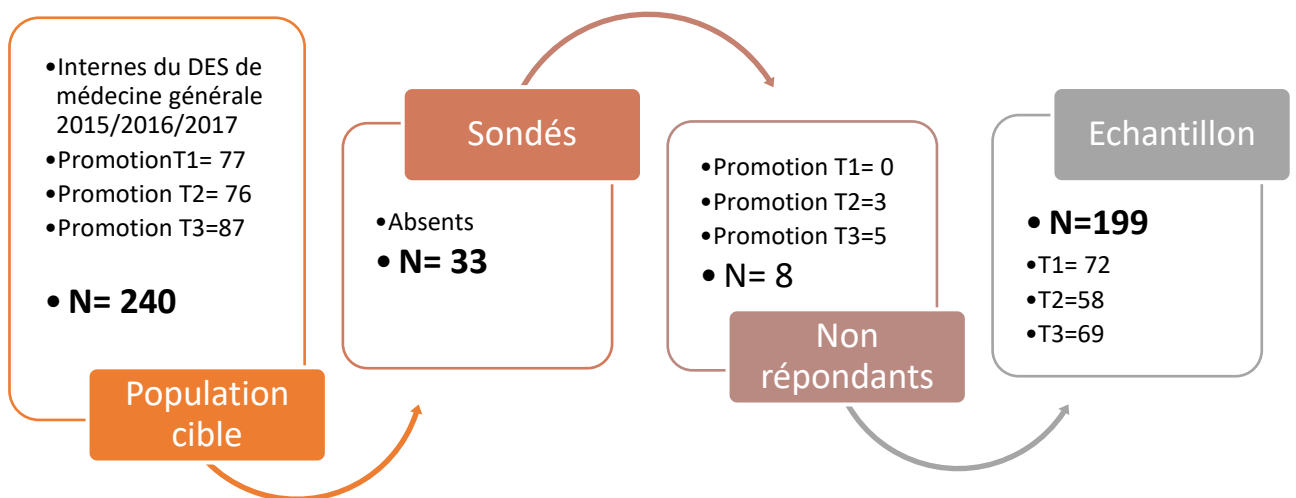 •Internes du DES de
médecine générale
2015/2016/2017
•PromotionT1= 77
•Promotion T2= 76
•Promotion T3=87
• N= 240
Population
cible
Sondés
•Absents
• N= 33
•Promotion T1= 0
•Promotion T2=3
•Promotion T3=5
• N= 8
Non
répondants
Echantillon
• N=199
•T1= 72
•T2=58
•T3=69